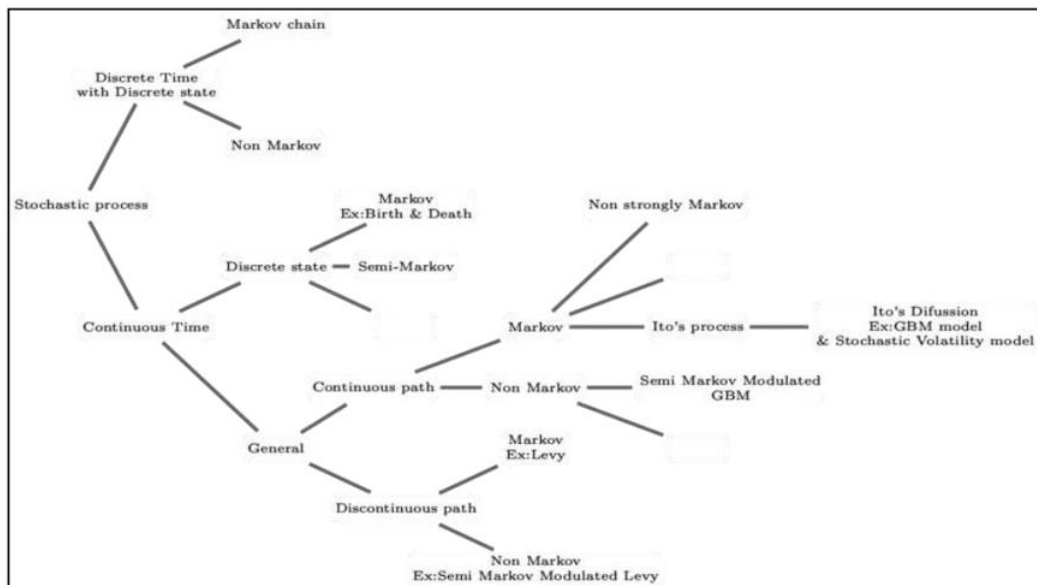 Markov chain
Discrete Time
with Discrete state
Non Markov
Stochastic process
Markov
Ex:Birth & Death
Non strongly Markov
Discrete state
Semi-Markov
Continuous Time
Markov
Ito's process
Ito's Difussion
Ex:GBM model
& Stochastic Volatility model
Continuous path
Non Markov
Semi Markov Modulated
GBM
General
Markov
Ex:Levy
Discontinuous path
Non Markov
Ex:Semi Markov Modulated Levy